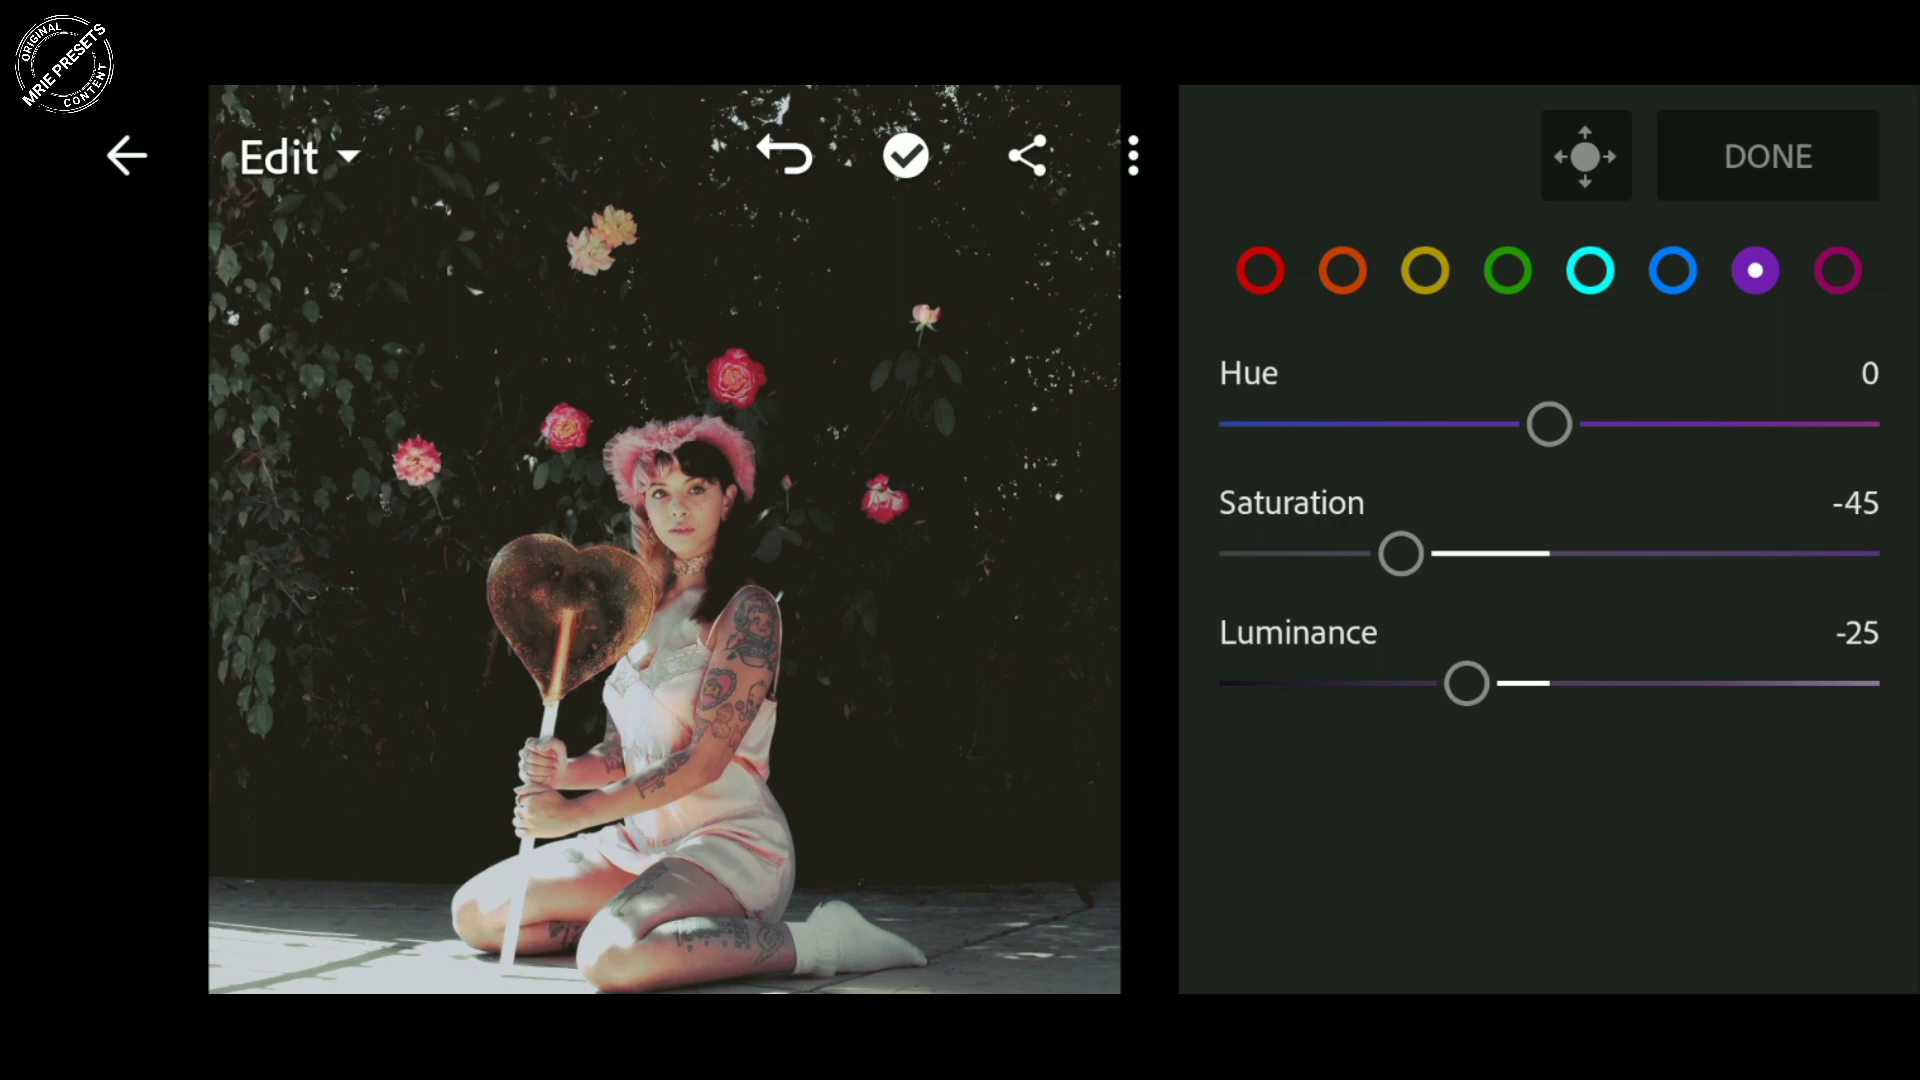 ORIGINAL
MRIE PRESETS
CONTENT
Edit
DONE
Hue
0
Saturation
-45
Luminance
-25